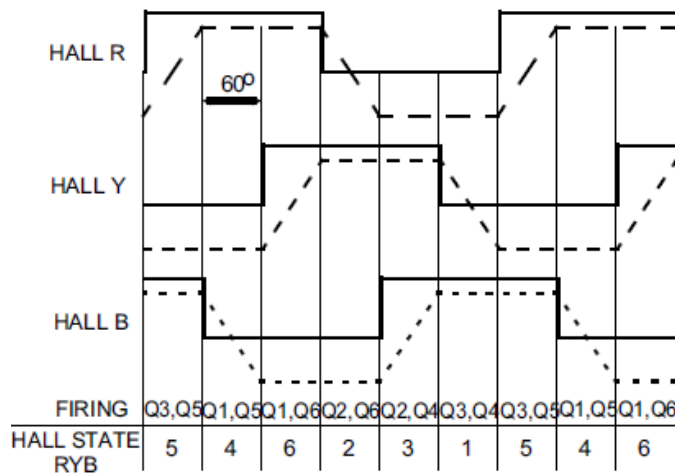 HALL R
60°
HALL Y
HALL B
FIRING Q3,Q5 Q1,Q5 Q1,Q6 Q2,Q6 Q2,Q4 Q3,Q4 Q3,Q5 Q1,Q5 Q1,Q6
HALL STATE
RYB 5 4 6 2 3 1 5 4 6